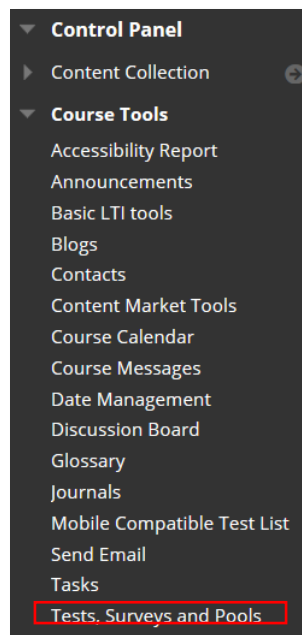 Control Panel
Content Collection
Course Tools
Accessibility Report
Announcements
Basic LTI tools
Blogs
Contacts
Content Market Tools
Course Calendar
Course Messages
Date Management
Discussion Board
Glossary
Journals
Mobile Compatible Test List
Send Email
Tasks
Tests, Surveys and Pools